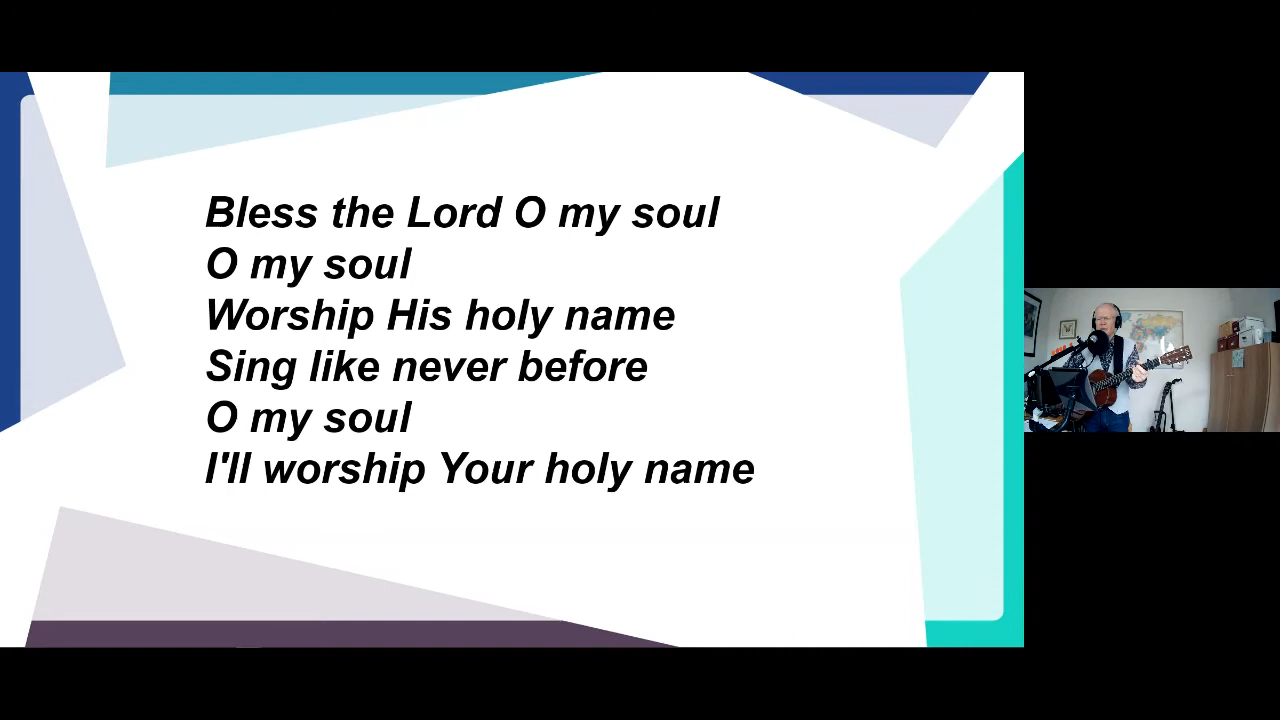 Bless the Lord O my soul
O my soul
Worship His holy name
Sing like never before
O my soul
I'll worship Your holy name